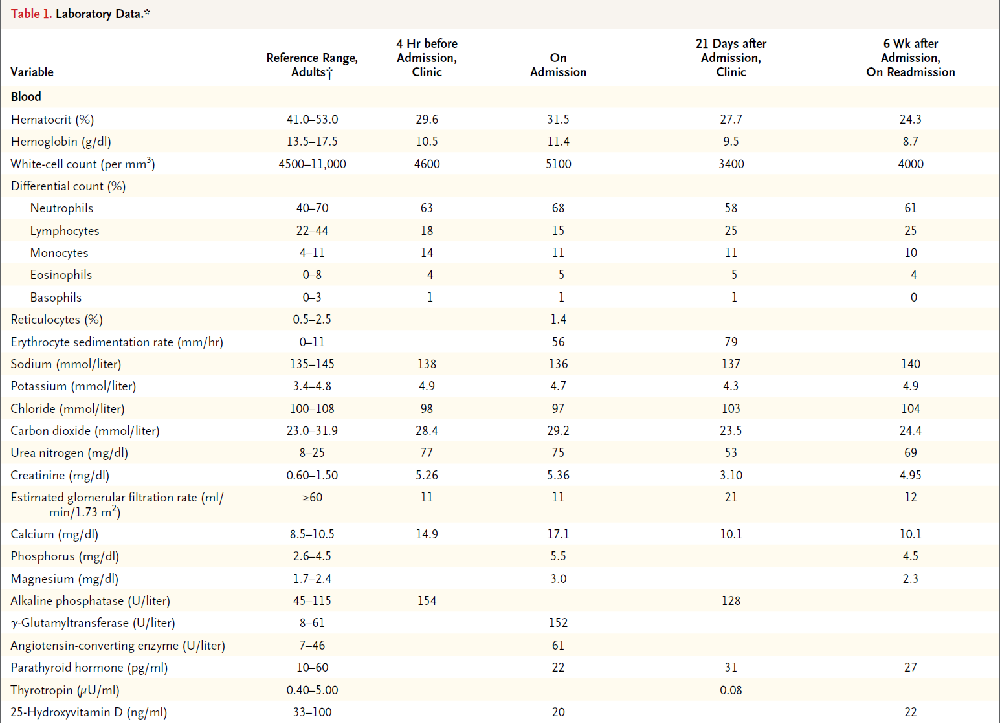 Table 1. Laboratory Data.*
Variable Reference Range, Adults† 4 Hr before Admission, Clinic On Admission 21 Days after Admission, Clinic 6 Wk after Admission, On Readmission
Blood
Hematocrit (%) 41.0–53.0 29.6 31.5 27.7 24.3
Hemoglobin (g/dl) 13.5–17.5 10.5 11.4 9.5 8.7
White-cell count (per mm³) 4500–11,000 4600 5100 3400 4000
Differential count (%)
Neutrophils 40–70 63 68 58 61
Lymphocytes 22–44 18 15 25 25
Monocytes 4–11 14 11 11 10
Eosinophils 0–8 4 5 5 4
Basophils 0–3 1 1 1 0
Reticulocytes (%) 0.5–2.5 1.4
Erythrocyte sedimentation rate (mm/hr) 0–11 56 79
Sodium (mmol/liter) 135–145 138 136 137 140
Potassium (mmol/liter) 3.4–4.8 4.9 4.7 4.3 4.9
Chloride (mmol/liter) 100–108 98 97 103 104
Carbon dioxide (mmol/liter) 23.0–31.9 28.4 29.2 23.5 24.4
Urea nitrogen (mg/dl) 8–25 77 75 53 69
Creatinine (mg/dl) 0.60–1.50 5.26 5.36 3.10 4.95
Estimated glomerular filtration rate (ml/ ≥60 11 11 21 12
min/1.73 m²)
Calcium (mg/dl) 8.5–10.5 14.9 17.1 10.1 10.1
Phosphorus (mg/dl) 2.6–4.5 5.5 4.5
Magnesium (mg/dl) 1.7–2.4 3.0 2.3
Alkaline phosphatase (U/liter) 45–115 154 128
γ-Glutamyltransferase (U/liter) 8–61 152
Angiotensin-converting enzyme (U/liter) 7–46 61
Parathyroid hormone (pg/ml) 10–60 22 31 27
Thyrotropin (μU/ml) 0.40–5.00 0.08
25-Hydroxyvitamin D (ng/ml) 33–100 20 22